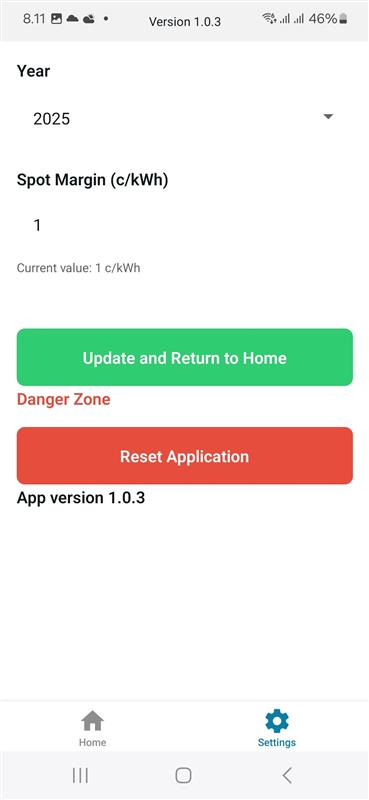 8.11
Version 1.0.3
46%
Year
2025
Spot Margin (c/kWh)
1
Current value: 1 c/kWh
Update and Return to Home
Danger Zone
Reset Application
App version 1.0.3
Home
Settings